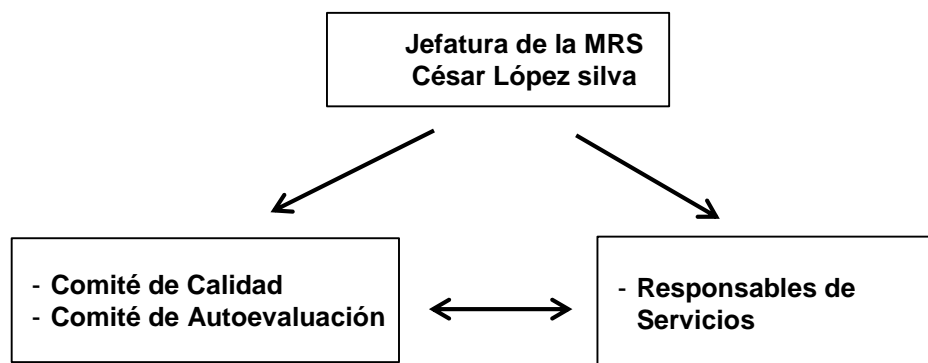 Jefatura de la MRS
César López silva
- Comité de Calidad
- Comité de Autoevaluación
- Responsables de
Servicios